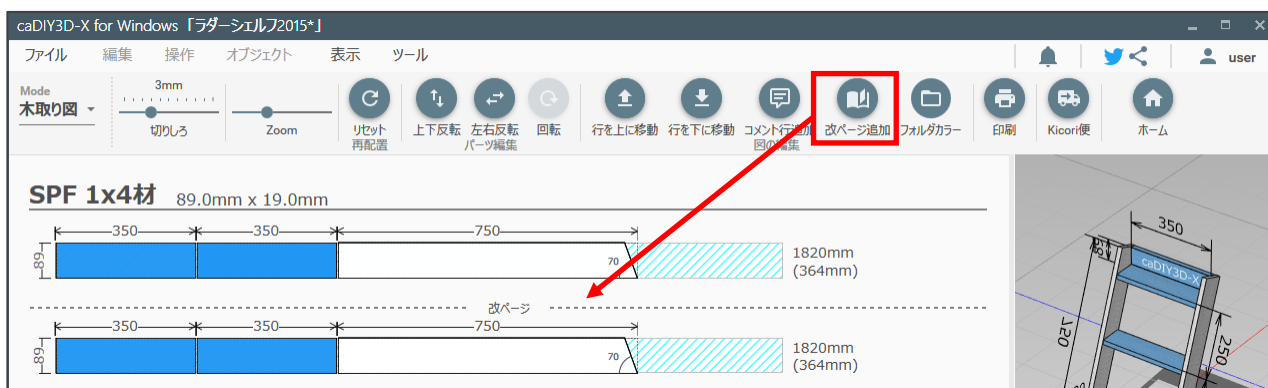 caDIY3D-X for Windows「ラダーシェルフ2015*」
ファイル 編集 操作 オブジェクト 表示 ツール user
Mode
木取り図
3mm
切りしろ
Zoom
リセット
再配置
上下反転 左右反転 回転
パーツ編集
行を上に移動 行を下に移動 コメント行追加 改ページ追加 フォルダカラー
図の編集
印刷 Kicori便 ホーム
SPF 1x4材 89.0mm x 19.0mm
350 350 750
89 70 1820mm
(364mm)
改ページ
350 350 750
89 70 1820mm
(364mm)
350
89
caDIY3D-X
250